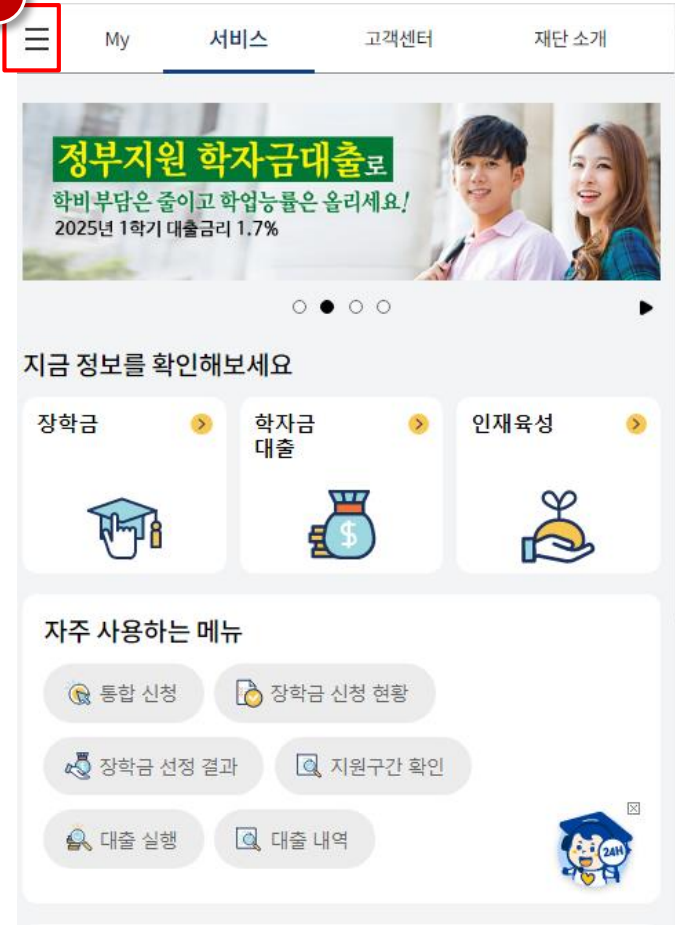 My 서비스 고객센터 재단 소개
정부지원 학자금대출로
학비부담은 줄이고 학업능률은 올리세요!
2025년 1학기 대출금리 1.7%
지금 정보를 확인해보세요
장학금
학자금
대출
인재육성
자주 사용하는 메뉴
통합 신청 장학금 신청 현황
장학금 선정 결과 지원구간 확인
대출 실행 대출 내역
24H